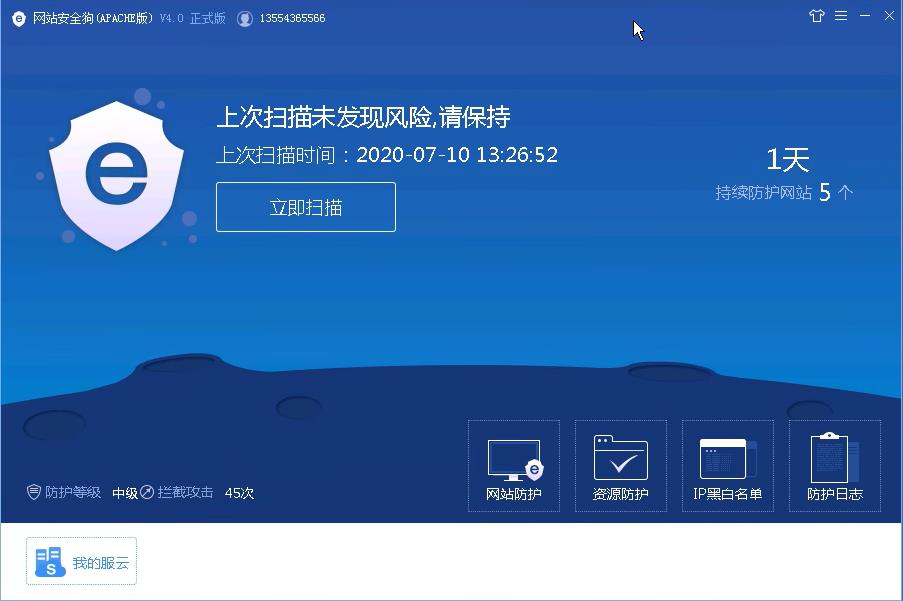 网站安全狗(APACHE版) V4.0 正式版 13554365566
上次扫描未发现风险,请保持
上次扫描时间：2020-07-10 13:26:52
立即扫描
1天
持续防护网站 5 个
防护等级 中级 拦截攻击 45次
网站防护 资源防护 IP黑白名单 防护日志
我的服云